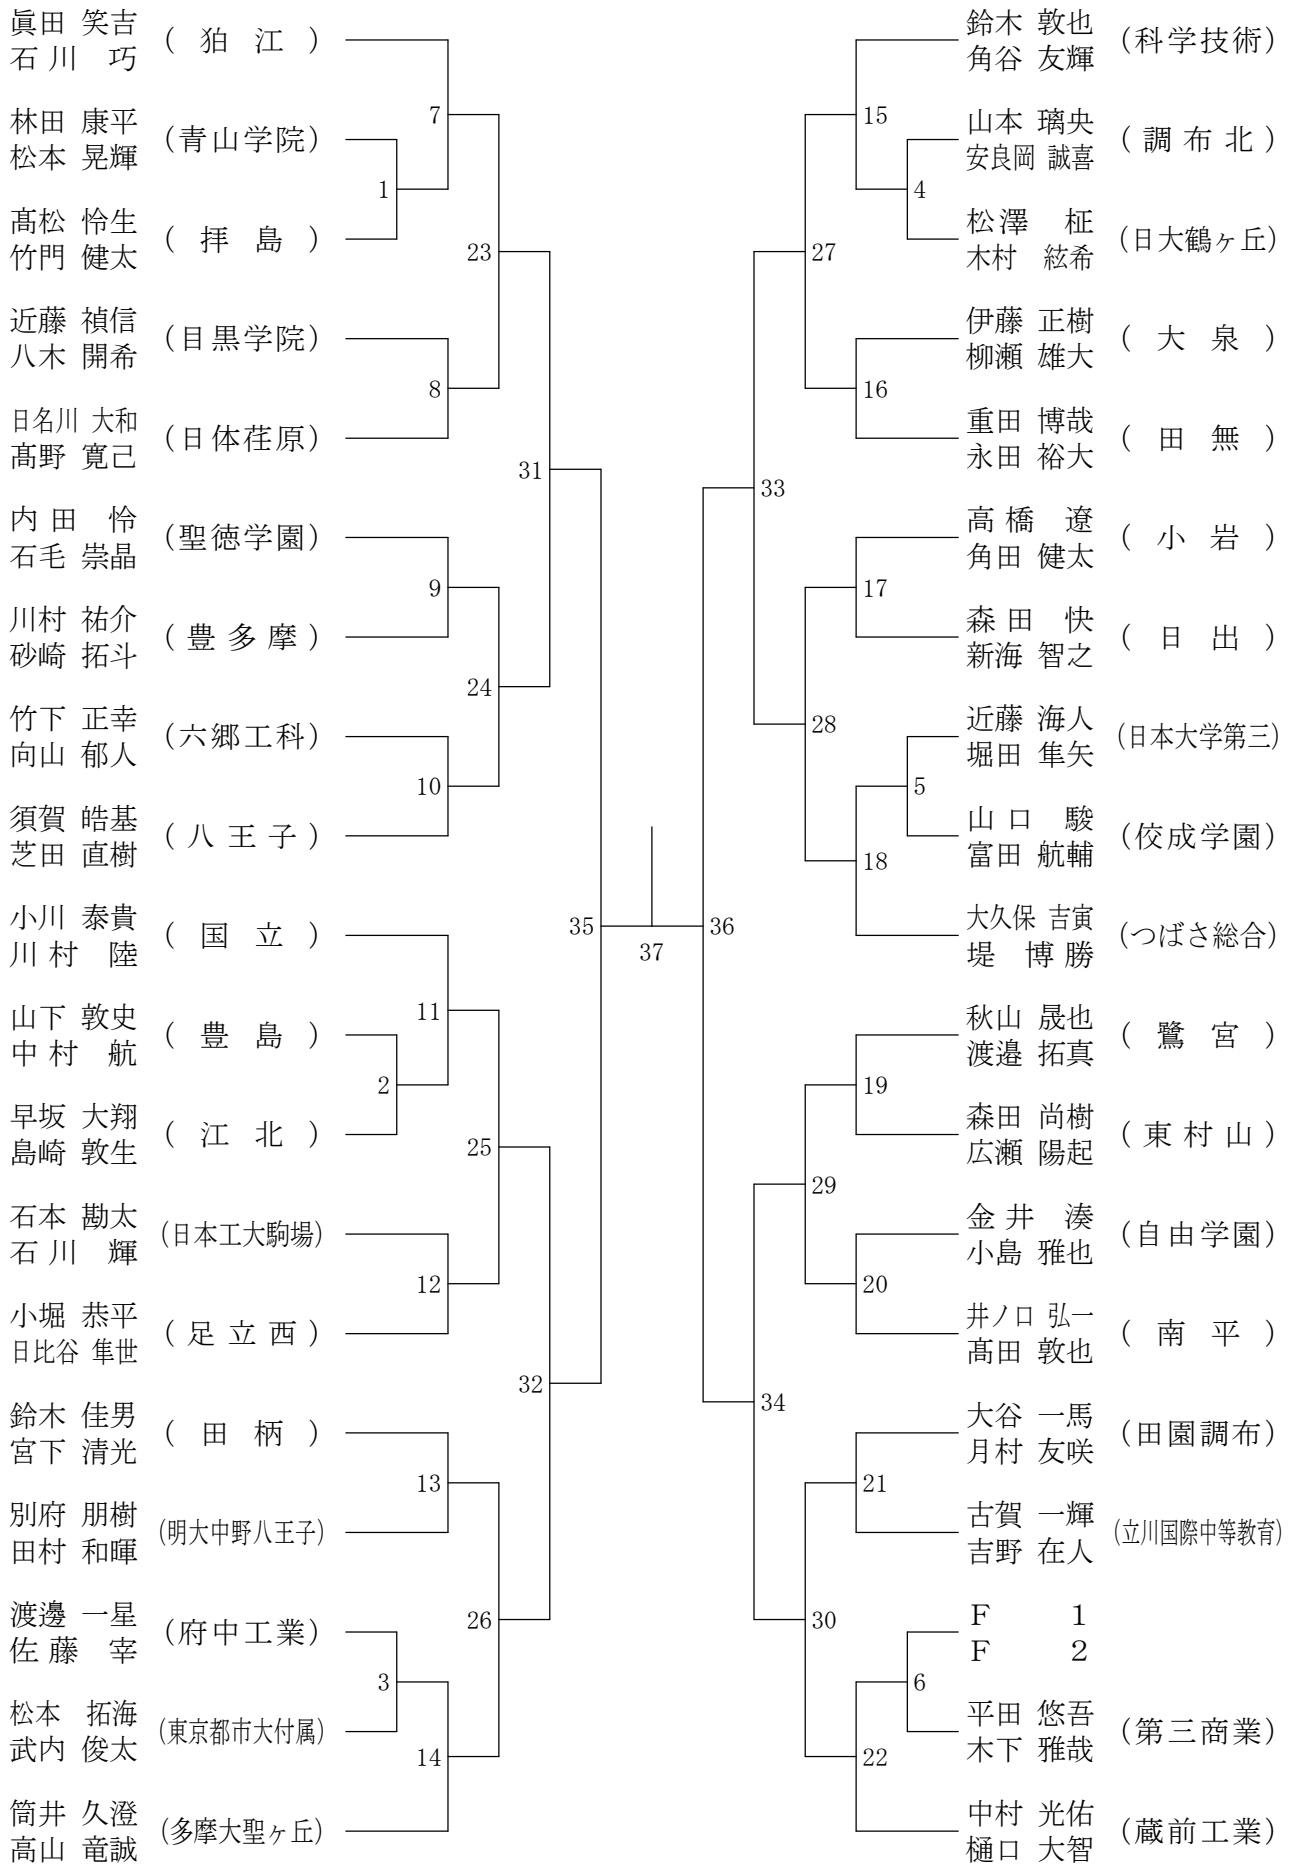 眞田 笑吉
石川 巧
(狛江)
林田 康平
松本 晃輝
(青山学院)
髙松 怜生
竹門 健太
(拝島)
近藤 禎信
八木 開希
(目黒学院)
日名川 大和
髙野 寛己
(日体荏原)
内田 怜
石毛 崇晶
(聖徳学園)
川村 祐介
砂崎 拓斗
(豊多摩)
竹下 正幸
向山 郁人
(六郷工科)
須賀 皓基
芝田 直樹
(八王子)
小川 泰貴
川村 陸
(国立)
山下 敦史
中村 航
(豊島)
早坂 大翔
島崎 敦生
(江北)
石本 勘太
石川 輝
(日本工大駒場)
小堀 恭平
日比谷 隼世
(足立西)
鈴木 佳男
宮下 清光
(田柄)
別府 朋樹
田村 和暉
(明大中野八王子)
渡邊 一星
佐藤 宰
(府中工業)
松本 拓海
武内 俊太
(東京都市大付属)
筒井 久澄
高山 竜誠
(多摩大聖ヶ丘)
1
2
3
7
8
9
10
11
12
13
14
23
24
25
26
31
32
35
37
36
33
34
27
28
29
30
15
16
17
18
19
20
21
22
4
5
6
鈴木 敦也
角谷 友輝
(科学技術)
山本 璃央
安良岡 誠喜
(調布北)
松澤 柾
木村 絃希
(日大鶴ヶ丘)
伊藤 正樹
柳瀬 雄大
(大泉)
重田 博哉
永田 裕大
(田無)
高橋 遼
角田 健太
(小岩)
森田 快
新海 智之
(日出)
近藤 海人
堀田 隼矢
(日本大学第三)
山口 駿
富田 航輔
(佼成学園)
大久保 吉寅
堤 博勝
(つばさ総合)
秋山 晟也
渡邉 拓真
(鷺宮)
森田 尚樹
広瀬 陽起
(東村山)
金井 湊
小島 雅也
(自由学園)
井ノ口 弘一
髙田 敦也
(南平)
大谷 一馬
月村 友咲
(田園調布)
古賀 一輝
吉野 在人
(立川国際中等教育)
F 1
F 2
平田 悠吾
木下 雅哉
(第三商業)
中村 光佑
樋口 大智
(蔵前工業)